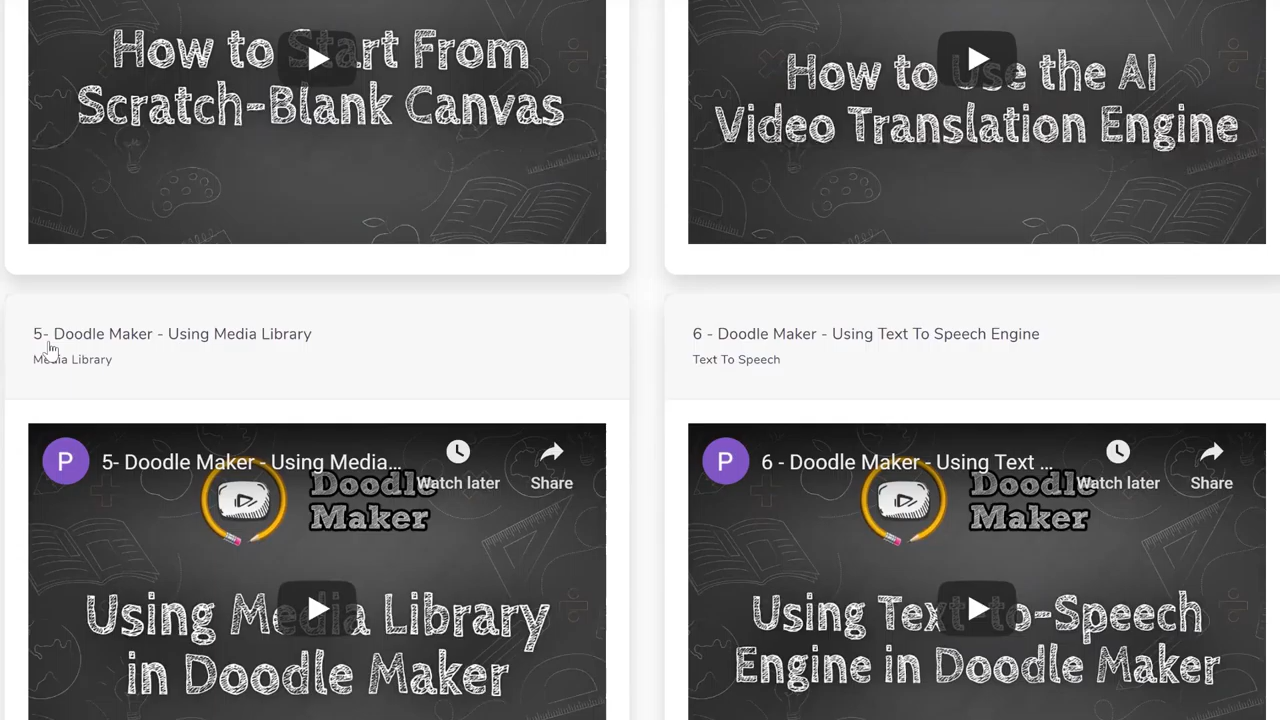 How to Start From
Scratch-Blank Canvas
How to Use the AI
Video Translation Engine
5- Doodle Maker - Using Media Library
Media Library
6 - Doodle Maker - Using Text To Speech Engine
Text To Speech
P
5- Doodle Maker - Using Media...
Watch later
Share
Doodle
Maker
Using Media Library
in Doodle Maker
P
6 - Doodle Maker - Using Text ...
Watch later
Share
Doodle
Maker
Using Text-to-Speech
Engine in Doodle Maker